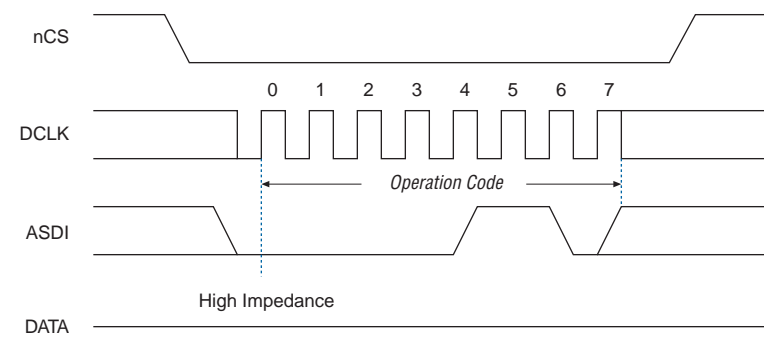 nCS
0 1 2 3 4 5 6 7
DCLK
Operation Code
ASDI
High Impedance
DATA